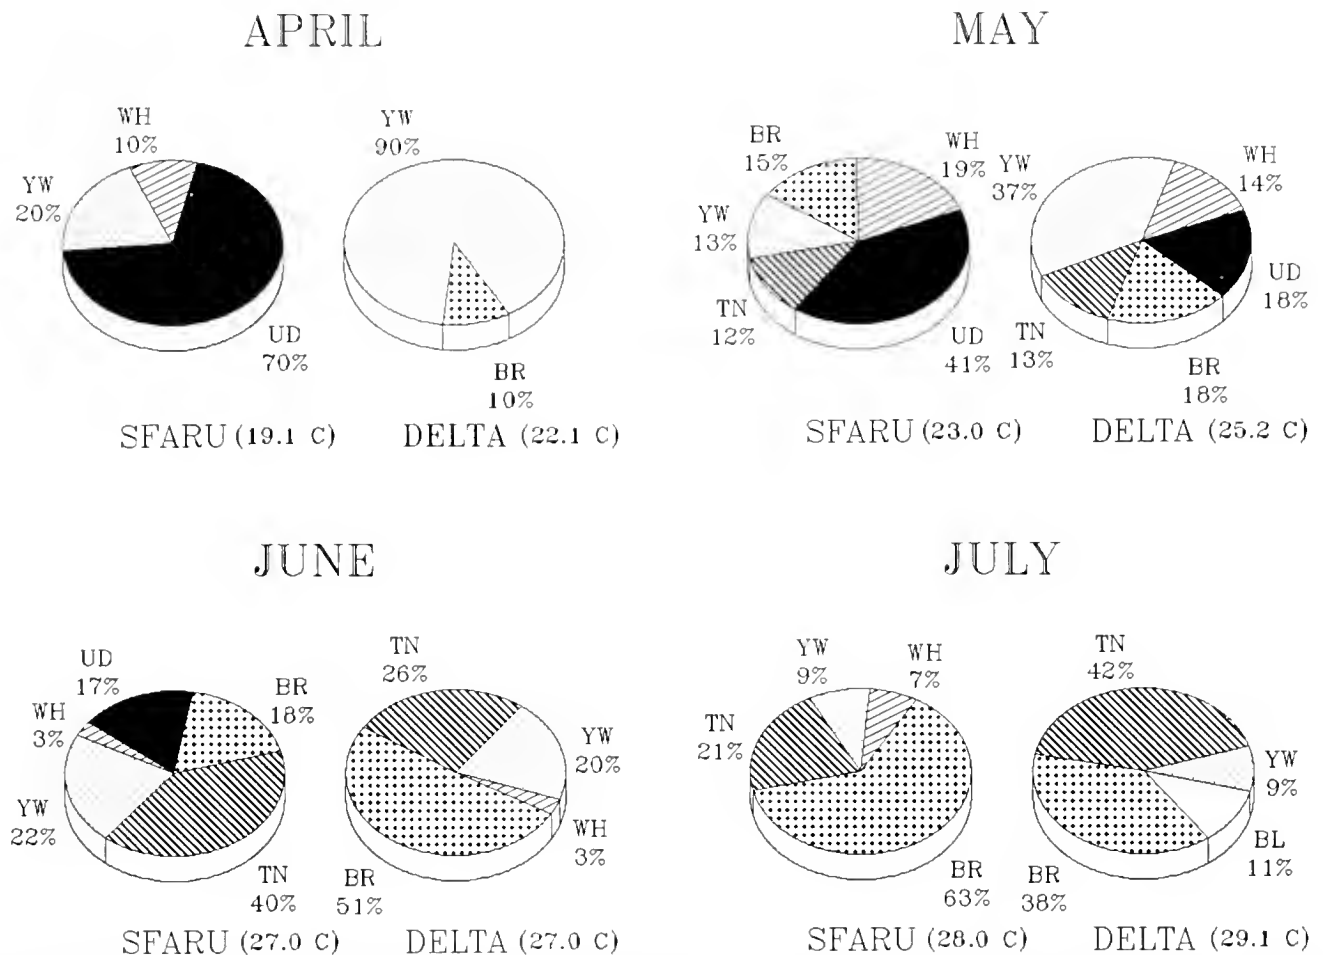 APRIL
WH
10%
YW
20%
UD
70%
SFARU (19.1 C)
YW
90%
BR
10%
DELTA (22.1 C)
MAY
BR
15%
WH
19%
YW
13%
TN
12%
UD
41%
SFARU (23.0 C)
YW
37%
WH
14%
UD
18%
TN
13%
BR
18%
DELTA (25.2 C)
JUNE
UD
17%
BR
18%
WH
3%
YW
22%
TN
40%
SFARU (27.0 C)
TN
26%
YW
20%
WH
3%
BR
51%
DELTA (27.0 C)
JULY
YW
9%
WH
7%
TN
21%
BR
63%
SFARU (28.0 C)
TN
42%
YW
9%
BL
11%
BR
38%
DELTA (29.1 C)